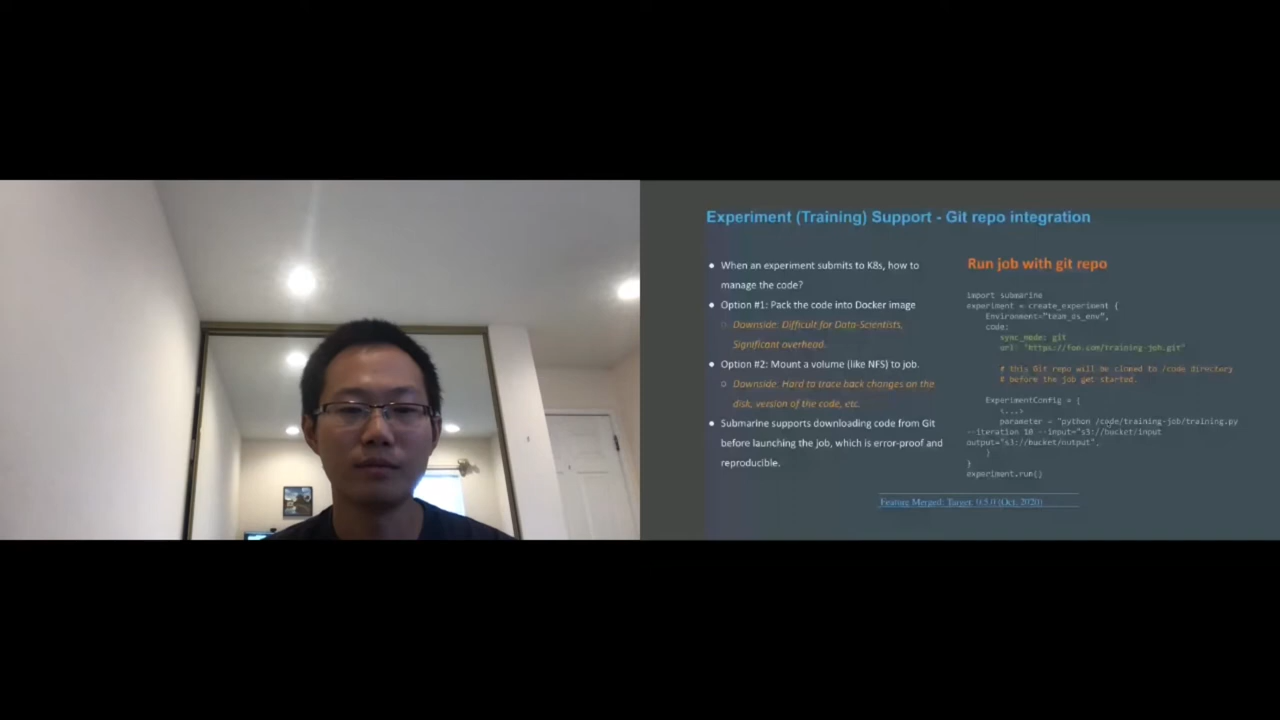 Experiment (Training) Support - Git repo integration
When an experiment submits to K8s, how to
manage the code?
Option #1: Pack the code into Docker image
Downside: Difficult for Data-Scientists,
Significant overhead.
Option #2: Mount a volume (like NFS) to job.
Downside: Hard to trace back changes on the
disk, version of the code, etc.
Submarine supports downloading code from Git
before launching the job, which is error-proof and
reproducible.
Run job with git repo
import submarine
experiment = create_experiment {
Environment="team_os_env",
code:
sync_mode: git
url: "https://foo.com/training-job.git"
# this Git repo will be cloned to /code directory
# before the job get started.
ExperimentConfig = {
<...>
parameter = "python /code/training-job/training.py
--iteration 10 --input="s3://bucket/input
output="s3://bucket/output",
}
}
experiment.run()
Feature Merged: Target 0.5.0 (Oct, 2020)